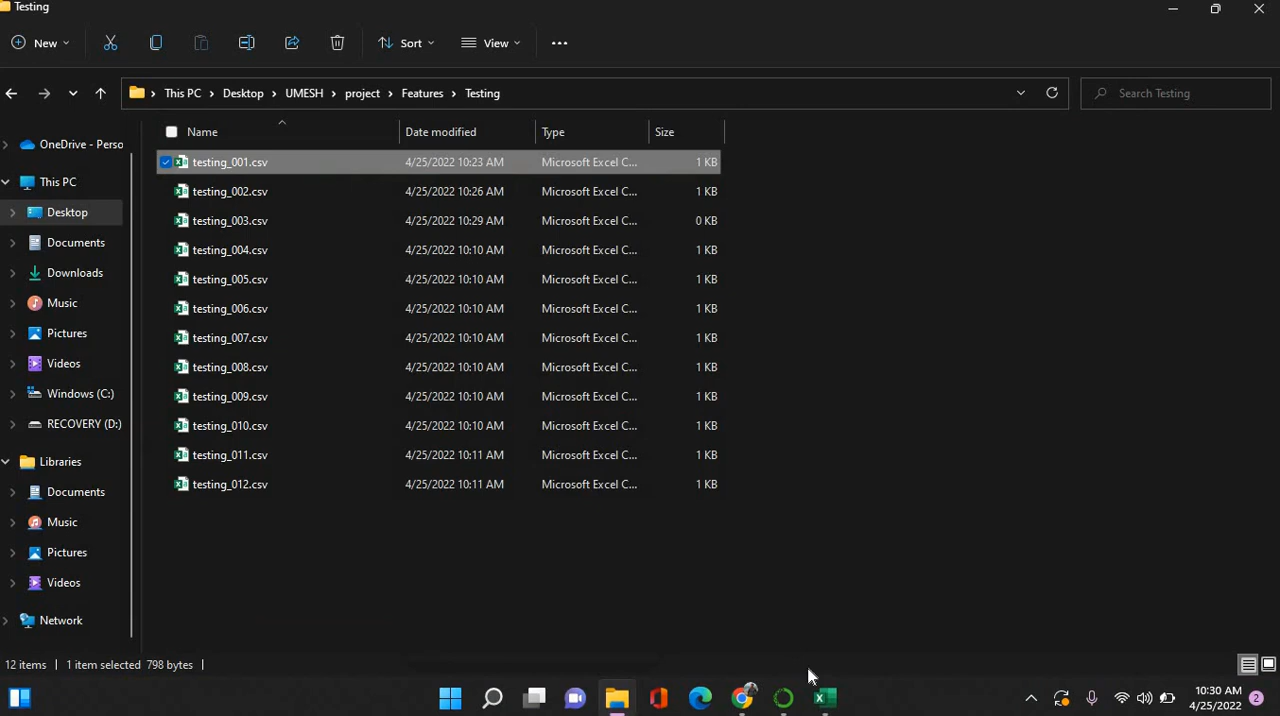 Testing
New Sort View
This PC Desktop UMESH project Features Testing Search Testing
Name Date modified Type Size
OneDrive - Perso
This PC
Desktop
Documents
Downloads
Music
Pictures
Videos
Windows (C:)
RECOVERY (D:)
Libraries
Documents
Music
Pictures
Videos
Network
testing_001.csv 4/25/2022 10:23 AM Microsoft Excel C... 1 KB
testing_002.csv 4/25/2022 10:26 AM Microsoft Excel C... 1 KB
testing_003.csv 4/25/2022 10:29 AM Microsoft Excel C... 0 KB
testing_004.csv 4/25/2022 10:10 AM Microsoft Excel C... 1 KB
testing_005.csv 4/25/2022 10:10 AM Microsoft Excel C... 1 KB
testing_006.csv 4/25/2022 10:10 AM Microsoft Excel C... 1 KB
testing_007.csv 4/25/2022 10:10 AM Microsoft Excel C... 1 KB
testing_008.csv 4/25/2022 10:10 AM Microsoft Excel C... 1 KB
testing_009.csv 4/25/2022 10:10 AM Microsoft Excel C... 1 KB
testing_010.csv 4/25/2022 10:10 AM Microsoft Excel C... 1 KB
testing_011.csv 4/25/2022 10:11 AM Microsoft Excel C... 1 KB
testing_012.csv 4/25/2022 10:11 AM Microsoft Excel C... 1 KB
12 items 1 item selected 798 bytes
10:30 AM
4/25/2022 2